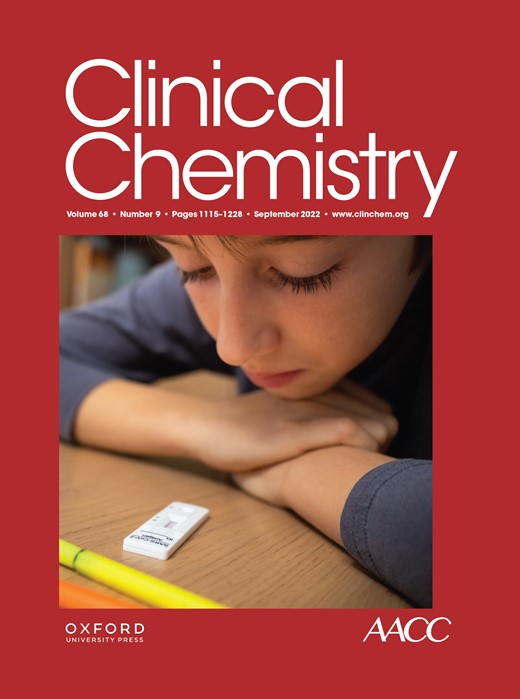 Clinical
Chemistry
Volume 68 • Number 9 • Pages 1115–1228 • September 2022 • www.clinchem.org
OXFORD
UNIVERSITY PRESS
AACC